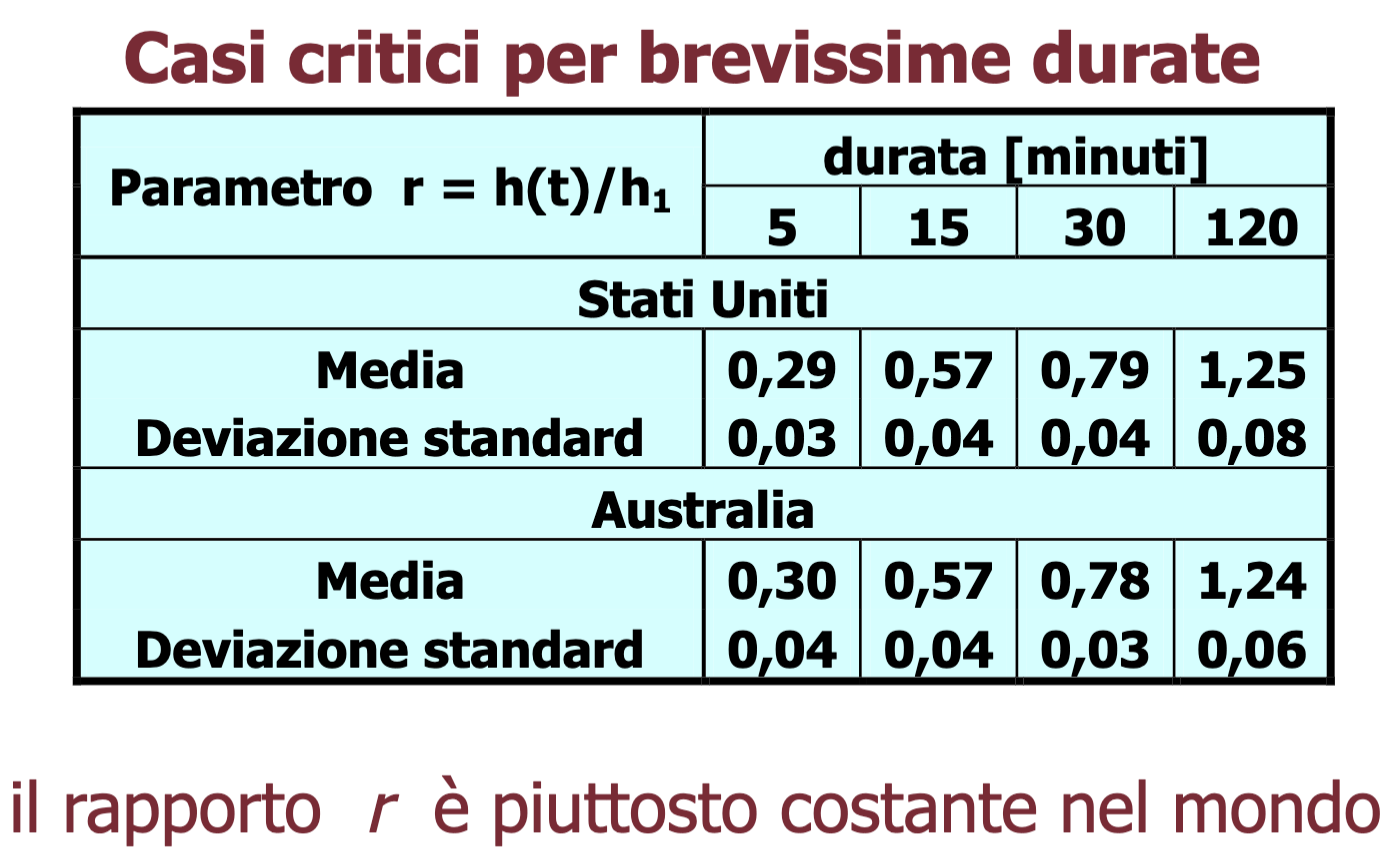 Casi critici per brevissime durate
Parametro r = h(t)/h₁
durata [minuti]
5 15 30 120
Stati Uniti
Media 0,29 0,57 0,79 1,25
Deviazione standard 0,03 0,04 0,04 0,08
Australia
Media 0,30 0,57 0,78 1,24
Deviazione standard 0,04 0,04 0,03 0,06
il rapporto r è piuttosto costante nel mondo